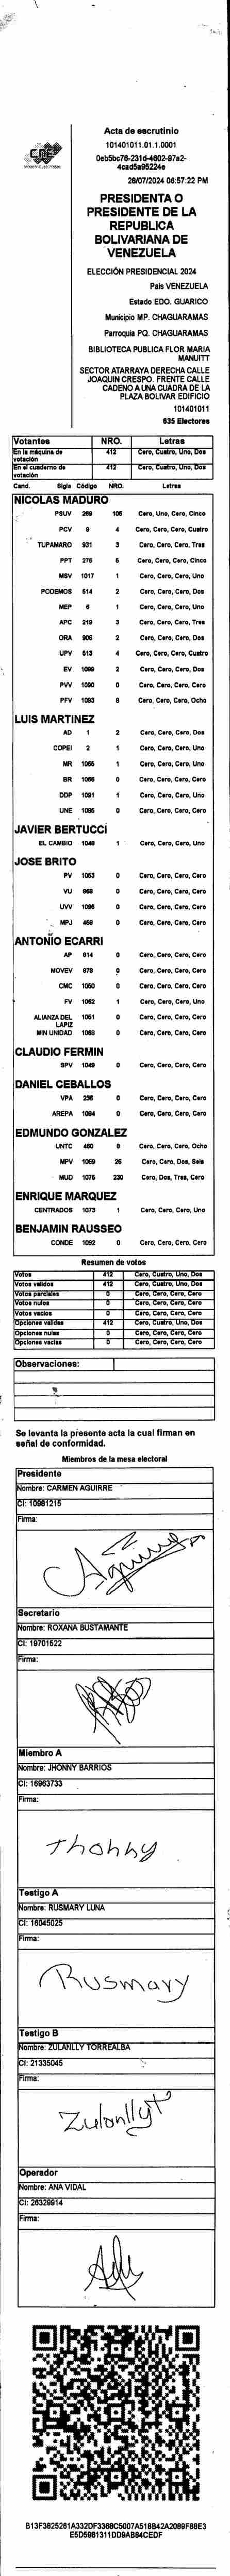 CNE
Acta de escrutinio
101401011.01.1.0001
0eb5bc76-231d-4602-97a2-
4cad5a95224e
28/07/2024 06:57:22 PM
PRESIDENTA O
PRESIDENTE DE LA
REPUBLICA
BOLIVARIANA DE
VENEZUELA
ELECCIÓN PRESIDENCIAL 2024
País VENEZUELA
Estado EDO. GUARICO
Municipio MP. CHAGUARAMAS
Parroquia PQ. CHAGUARAMAS
BIBLIOTECA PUBLICA FLOR MARIA
MANUITT
SECTOR ATARRAYA DERECHA CALLE
JOAQUIN CRESPO. FRENTE CALLE
CADENO A UNA CUADRA DE LA
PLAZA BOLIVAR EDIFICIO
101401011
635 Electores
Votantes NRO. Letras
En la máquina de votación 412 Cero, Cuatro, Uno, Dos
En el cuaderno de votación 412 Cero, Cuatro, Uno, Dos
Cand. Sigla Código NRO. Letras
NICOLAS MADURO
PSUV 269 105 Cero, Uno, Cero, Cinco
PCV 9 4 Cero, Cero, Cero, Cuatro
TUPAMARO 931 3 Cero, Cero, Cero, Tres
PPT 276 5 Cero, Cero, Cero, Cinco
MSV 1017 1 Cero, Cero, Cero, Uno
PODEMOS 514 2 Cero, Cero, Cero, Dos
MEP 6 1 Cero, Cero, Cero, Uno
APC 219 3 Cero, Cero, Cero, Tres
ORA 906 2 Cero, Cero, Cero, Dos
UPV 513 4 Cero, Cero, Cero, Cuatro
EV 1089 2 Cero, Cero, Cero, Dos
PVV 1090 0 Cero, Cero, Cero, Cero
PFV 1093 8 Cero, Cero, Cero, Ocho
LUIS MARTINEZ
AD 1 2 Cero, Cero, Cero, Dos
COPEI 2 1 Cero, Cero, Cero, Uno
MR 1065 1 Cero, Cero, Cero, Uno
BR 1066 0 Cero, Cero, Cero, Cero
DDP 1091 1 Cero, Cero, Cero, Uno
UNE 1095 0 Cero, Cero, Cero, Cero
JAVIER BERTUCCI
EL CAMBIO 1048 1 Cero, Cero, Cero, Uno
JOSE BRITO
PV 1053 0 Cero, Cero, Cero, Cero
VU 868 0 Cero, Cero, Cero, Cero
UVV 1096 0 Cero, Cero, Cero, Cero
MPJ 458 0 Cero, Cero, Cero, Cero
ANTONIO ECARRI
AP 814 0 Cero, Cero, Cero, Cero
MOVEV 879 0 Cero, Cero, Cero, Cero
CMC 1050 0 Cero, Cero, Cero, Cero
FV 1062 1 Cero, Cero, Cero, Uno
ALIANZA DEL LAPIZ 1061 0 Cero, Cero, Cero, Cero
MIN UNIDAD 1068 0 Cero, Cero, Cero, Cero
CLAUDIO FERMIN
SPV 1049 0 Cero, Cero, Cero, Cero
DANIEL CEBALLOS
VPA 236 0 Cero, Cero, Cero, Cero
AREPA 1094 0 Cero, Cero, Cero, Cero
EDMUNDO GONZALEZ
UNTC 450 8 Cero, Cero, Cero, Ocho
MPV 1069 26 Cero, Cero, Dos, Seis
MUD 1075 230 Cero, Dos, Tres, Cero
ENRIQUE MARQUEZ
CENTRADOS 1073 1 Cero, Cero, Cero, Uno
BENJAMIN RAUSSEO
CONDE 1092 0 Cero, Cero, Cero, Cero
Resumen de votos
Votos 412 Cero, Cuatro, Uno, Dos
Votos validos 412 Cero, Cuatro, Uno, Dos
Votos parciales 0 Cero, Cero, Cero, Cero
Votos nulos 0 Cero, Cero, Cero, Cero
Votos vacios 0 Cero, Cero, Cero, Cero
Opciones validas 412 Cero, Cuatro, Uno, Dos
Opciones nulas 0 Cero, Cero, Cero, Cero
Opciones vacias 0 Cero, Cero, Cero, Cero
Observaciones:
Se levanta la presente acta la cual firman en
señal de conformidad.
Miembros de la mesa electoral
Presidente
Nombre: CARMEN AGUIRRE
CI: 10981215
Firma:
Aguirre
Secretario
Nombre: ROXANA BUSTAMANTE
CI: 19701522
Firma:
Miembro A
Nombre: JHONNY BARRIOS
CI: 16963733
Firma:
Jhonny
Testigo A
Nombre: RUSMARY LUNA
CI: 16045025
Firma:
Rusmary
Testigo B
Nombre: ZULANLLY TORREALBA
CI: 21335045
Firma:
Zulanllyt
Operador
Nombre: ANA VIDAL
CI: 26329914
Firma:
B13F3825261A332DF3368C5007A518B42A2089F68E3
E5D5981311DD9AB84CEDF